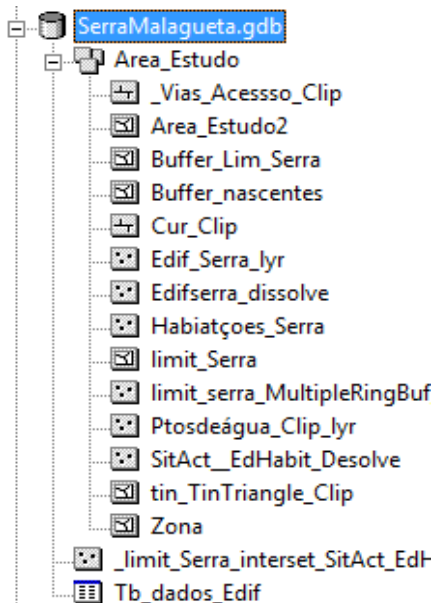 SerraMalagueta.gdb
Area_Estudo
_Vias_Acessso_Clip
Area_Estudo2
Buffer_Lim_Serra
Buffer_nascentes
Cur_Clip
Edif_Serra_lyr
Edifserra_dissolve
Habiatçoes_Serra
limit_Serra
limit_serra_MultipleRingBuf
Ptosdeágua_Clip_lyr
SitAct__EdHabit_Desolve
tin_TinTriangle_Clip
Zona
_limit_Serra_interset_SitAct_EdH
Tb_dados_Edif